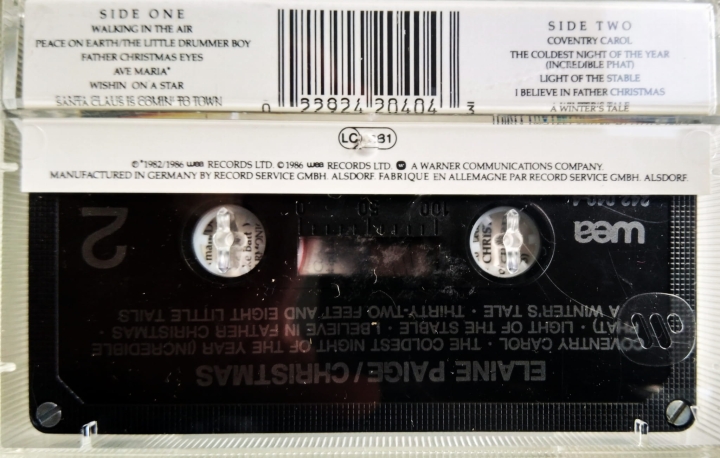 SIDE ONE
WALKING IN THE AIR
PEACE ON EARTH/THE LITTLE DRUMMER BOY
FATHER CHRISTMAS EYES
AVE MARIA*
WISHIN' ON A STAR
SANTA CLAUS IS COMIN' TO TOWN
SIDE TWO
COVENTRY CAROL
THE COLDEST NIGHT OF THE YEAR
(INCREDIBLE PHAT)
LIGHT OF THE STABLE
I BELIEVE IN FATHER CHRISTMAS
A WINTER'S TALE
LC
℗*1982/1986 wea RECORDS LTD. © 1986 wea RECORDS LTD. A WARNER COMMUNICATIONS COMPANY.
MANUFACTURED IN GERMANY BY RECORD SERVICE GMBH. ALSDORF. FABRIQUE EN ALLEMAGNE PAR RECORD SERVICE GMBH. ALSDORF.
ELAINE PAIGE / CHRISTMAS
COVENTRY CAROL • THE COLDEST NIGHT OF THE YEAR (INCREDIBLE
PHAT) • LIGHT OF THE STABLE • I BELIEVE IN FATHER CHRISTMAS •
A WINTER'S TALE • THIRTY-TWO FEET AND EIGHT LITTLE TAILS
wea
100 50 0
2